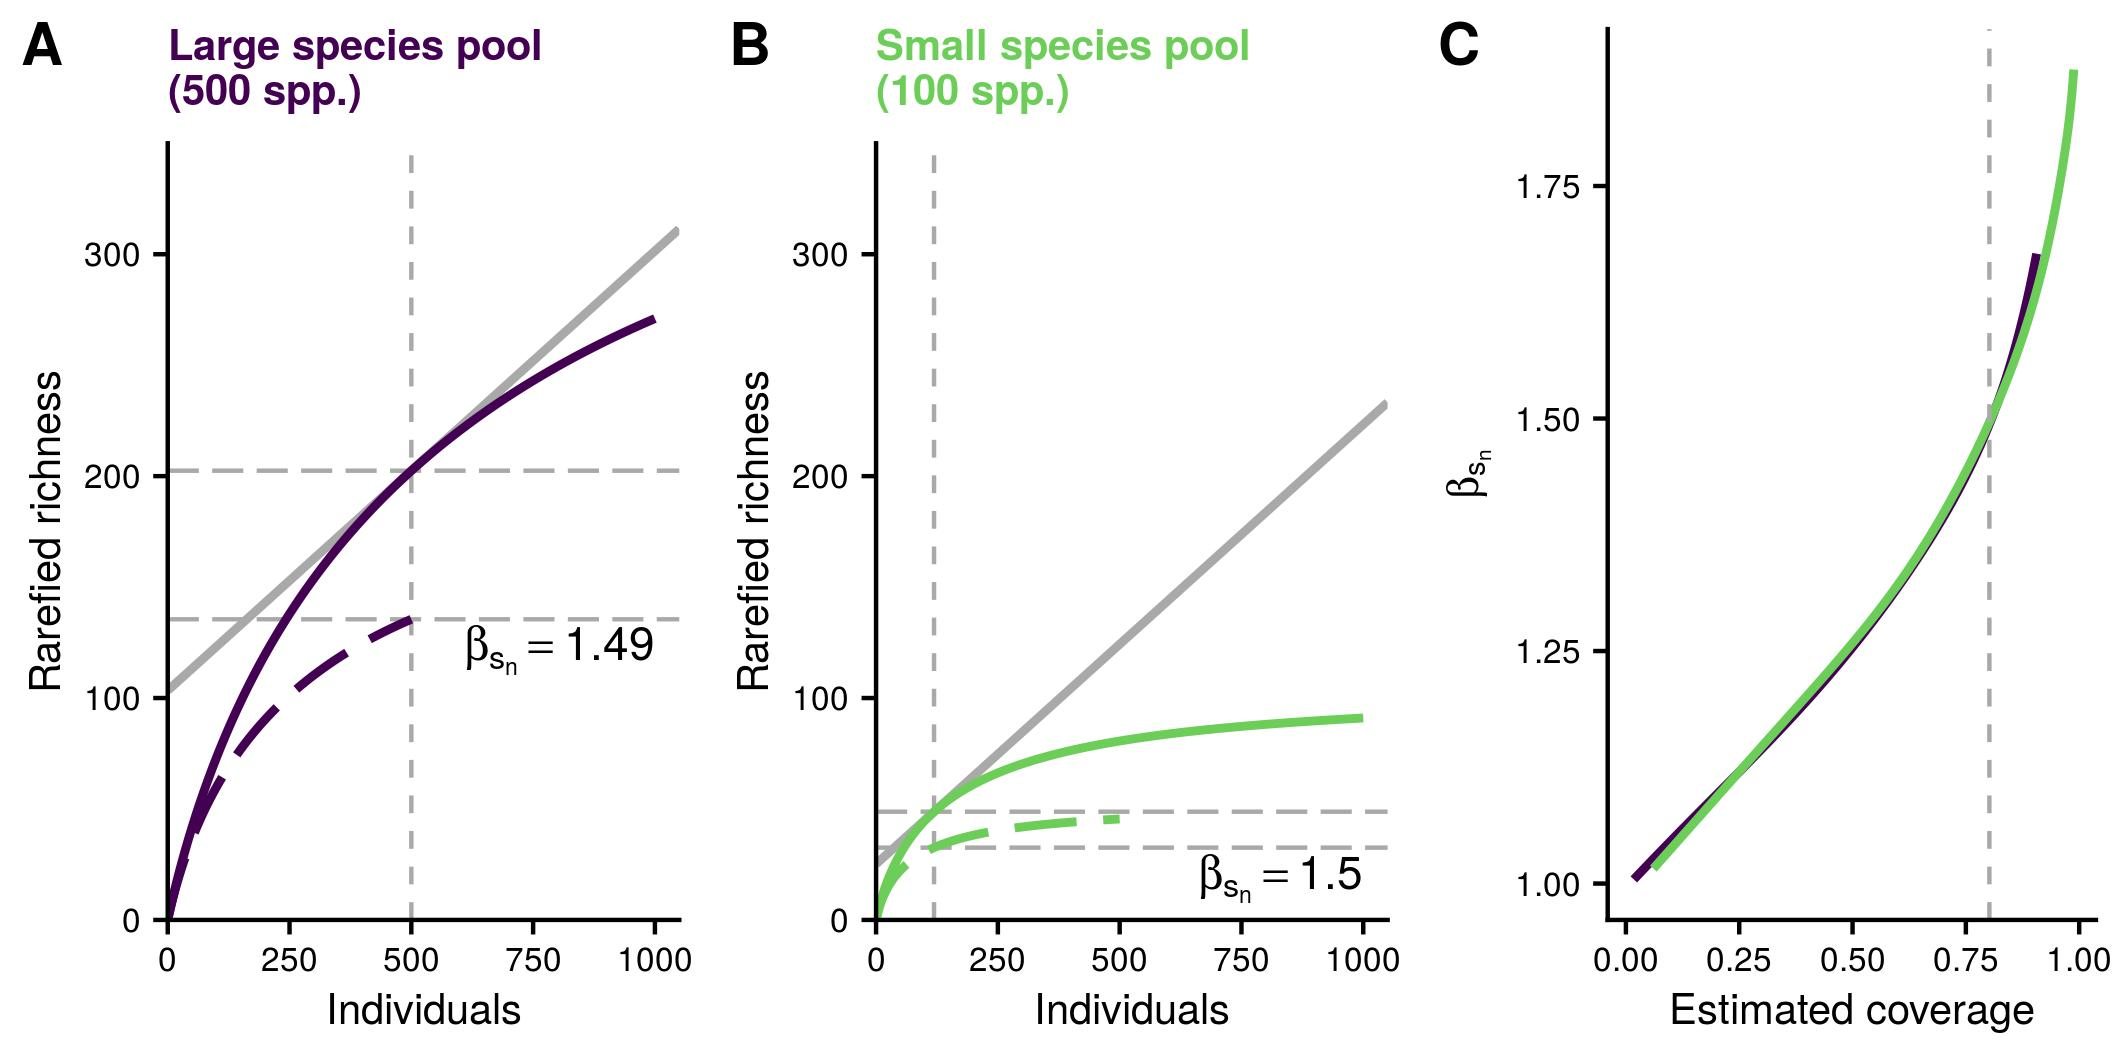 A
Large species pool
(500 spp.)
Rarefied richness
300
200
100
0
βsn = 1.49
0 250 500 750 1000
Individuals
B
Small species pool
(100 spp.)
Rarefied richness
300
200
100
0
βsn = 1.5
0 250 500 750 1000
Individuals
C
βsn
1.75
1.50
1.25
1.00
0.00 0.25 0.50 0.75 1.00
Estimated coverage